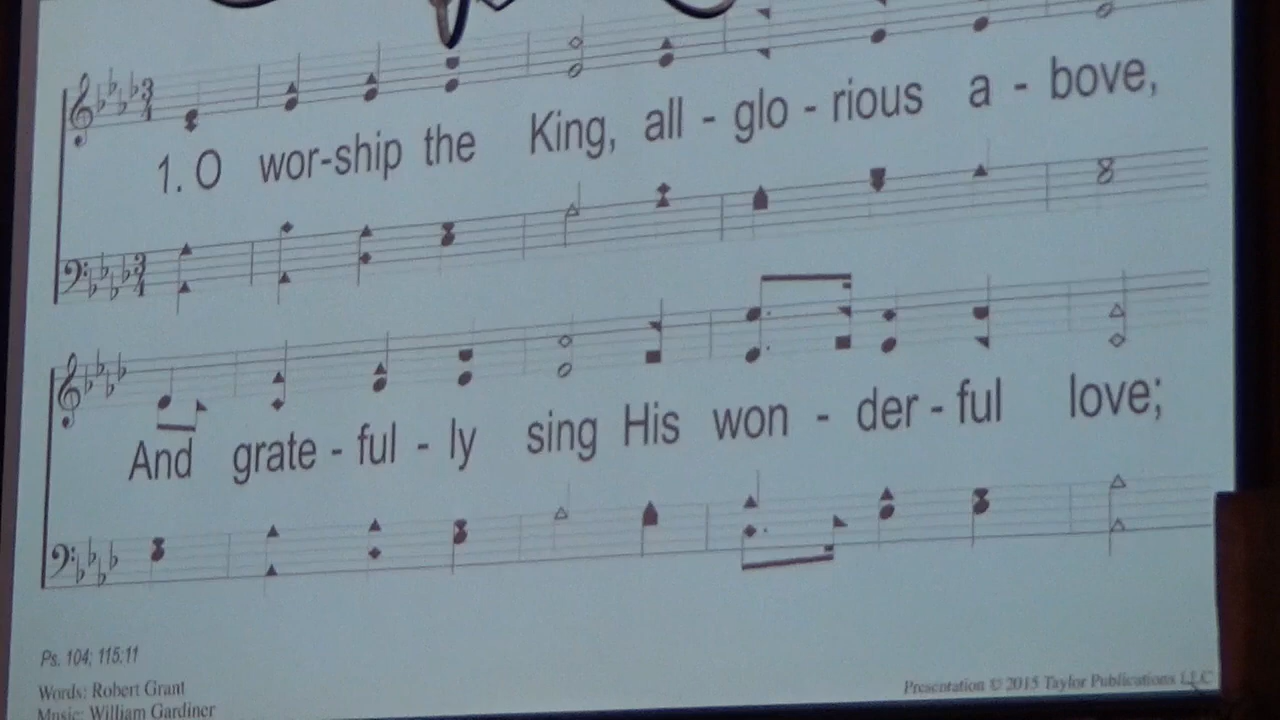 1. O wor-ship the King, all - glo - rious a - bove,
And grate - ful - ly sing His won - der - ful love;
Ps. 104; 115:11
Words: Robert Grant
Music: William Gardiner
Presentation © 2015 Taylor Publications LLC